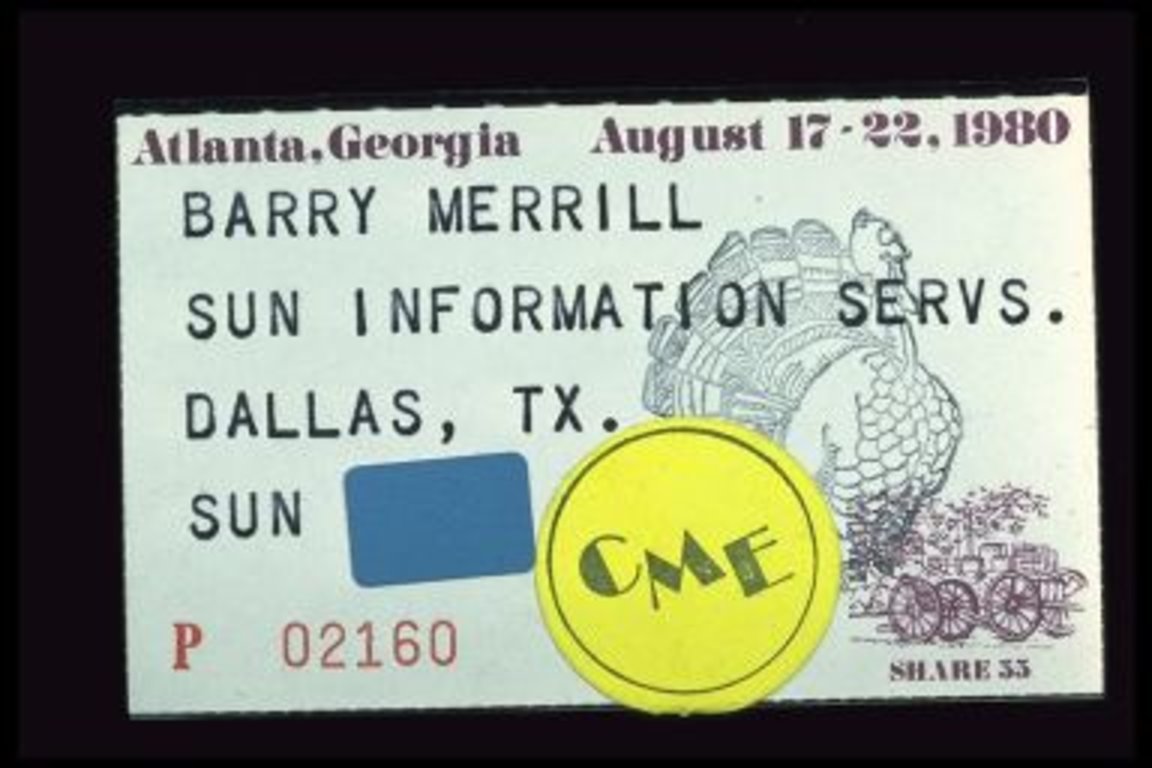 Atlanta, Georgia August 17-22, 1980
BARRY MERRILL
SUN INFORMATION SERVS.
DALLAS, TX.
SUN
CME
P 02160
SHARE 55